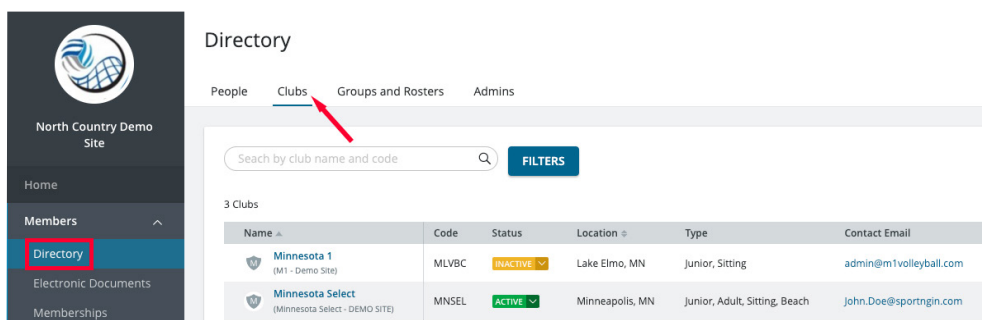 North Country Demo
Site
Home
Members
Directory
Electronic Documents
Memberships
Directory
People Clubs Groups and Rosters Admins
Seach by club name and code FILTERS
3 Clubs
Name Code Status Location Type Contact Email
M Minnesota 1 MLVBC INACTIVE Lake Elmo, MN Junior, Sitting admin@m1volleyball.com
(M1 - Demo Site)
M Minnesota Select MNSEL ACTIVE Minneapolis, MN Junior, Adult, Sitting, Beach John.Doe@sportngin.com
(Minnesota Select - DEMO SITE)